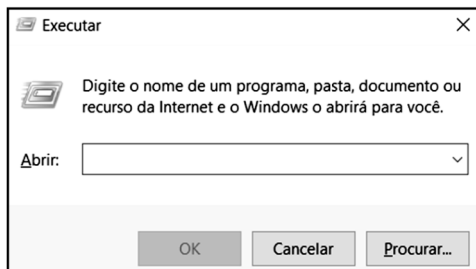 Executar
Digite o nome de um programa, pasta, documento ou
recurso da Internet e o Windows o abrirá para você.
Abrir:
OK Cancelar Procurar...